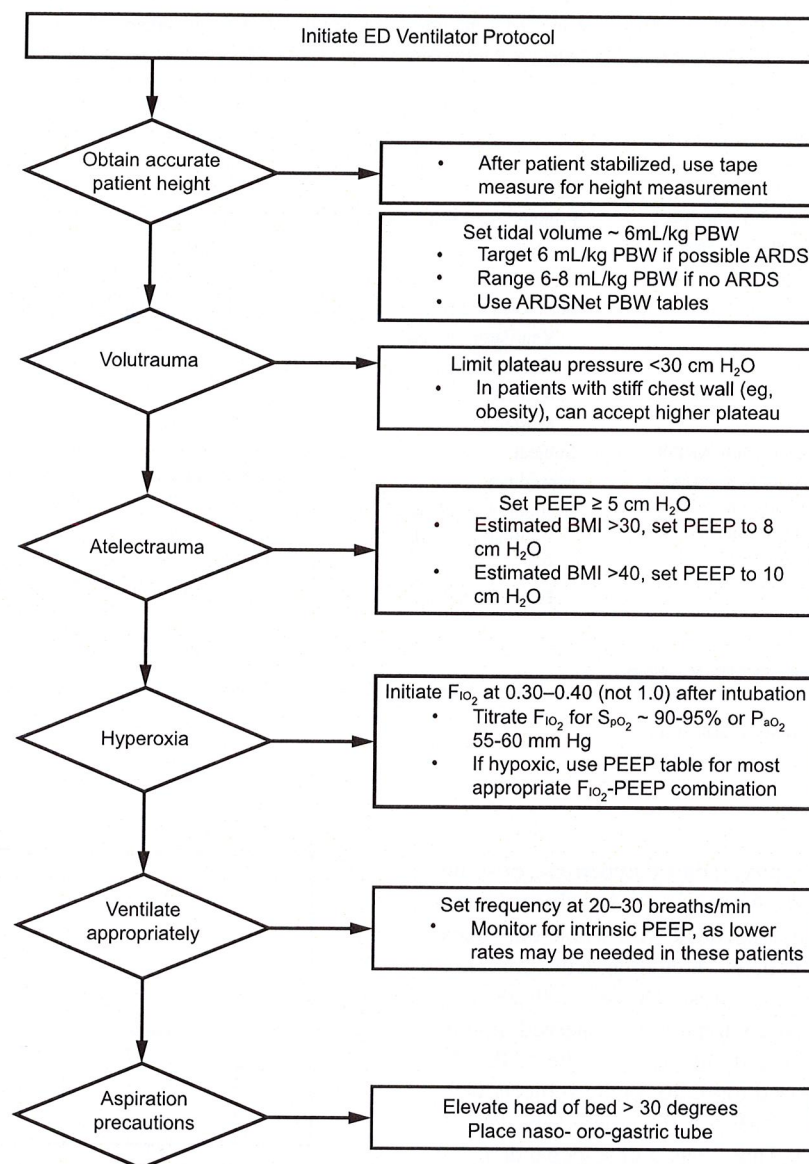 Initiate ED Ventilator Protocol
Obtain accurate
patient height
• After patient stabilized, use tape
measure for height measurement
Set tidal volume ~ 6mL/kg PBW
• Target 6 mL/kg PBW if possible ARDS
• Range 6-8 mL/kg PBW if no ARDS
• Use ARDSNet PBW tables
Volutrauma
Limit plateau pressure <30 cm H₂O
• In patients with stiff chest wall (eg,
obesity), can accept higher plateau
Atelectrauma
Set PEEP ≥ 5 cm H₂O
• Estimated BMI >30, set PEEP to 8
cm H₂O
• Estimated BMI >40, set PEEP to 10
cm H₂O
Hyperoxia
Initiate FIO₂ at 0.30–0.40 (not 1.0) after intubation
• Titrate FIO₂ for SpO₂ ~ 90-95% or PaO₂
55-60 mm Hg
• If hypoxic, use PEEP table for most
appropriate FIO₂-PEEP combination
Ventilate
appropriately
Set frequency at 20–30 breaths/min
• Monitor for intrinsic PEEP, as lower
rates may be needed in these patients
Aspiration
precautions
Elevate head of bed > 30 degrees
Place naso- oro-gastric tube